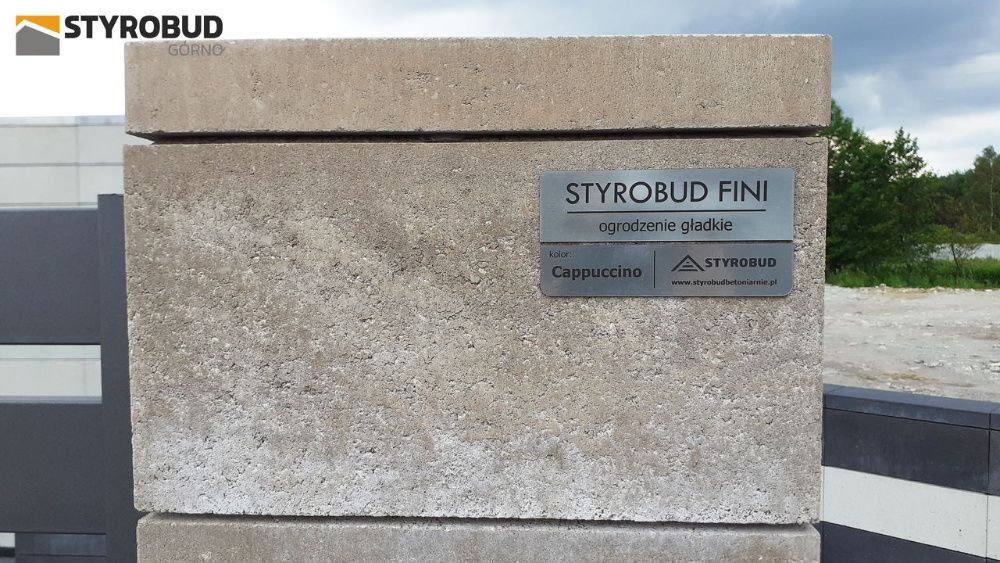 STYROBUD
GÓRNO
STYROBUD FINI
ogrodzenie gładkie
kolor:
Cappuccino
STYROBUD
www.styrobudbetoniarnie.pl